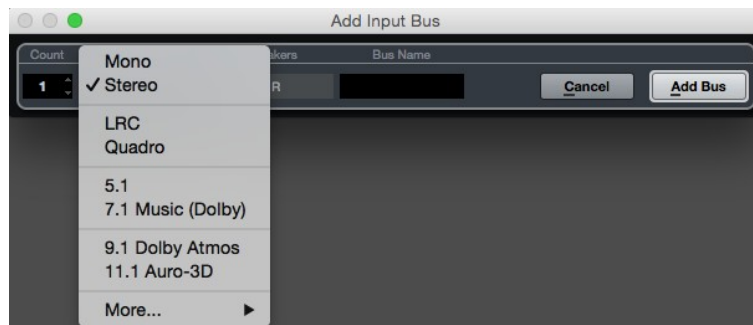 Add Input Bus
Count
Bus Name
1
R
Cancel
Add Bus
Mono
✓ Stereo
LRC
Quadro
5.1
7.1 Music (Dolby)
9.1 Dolby Atmos
11.1 Auro-3D
More...